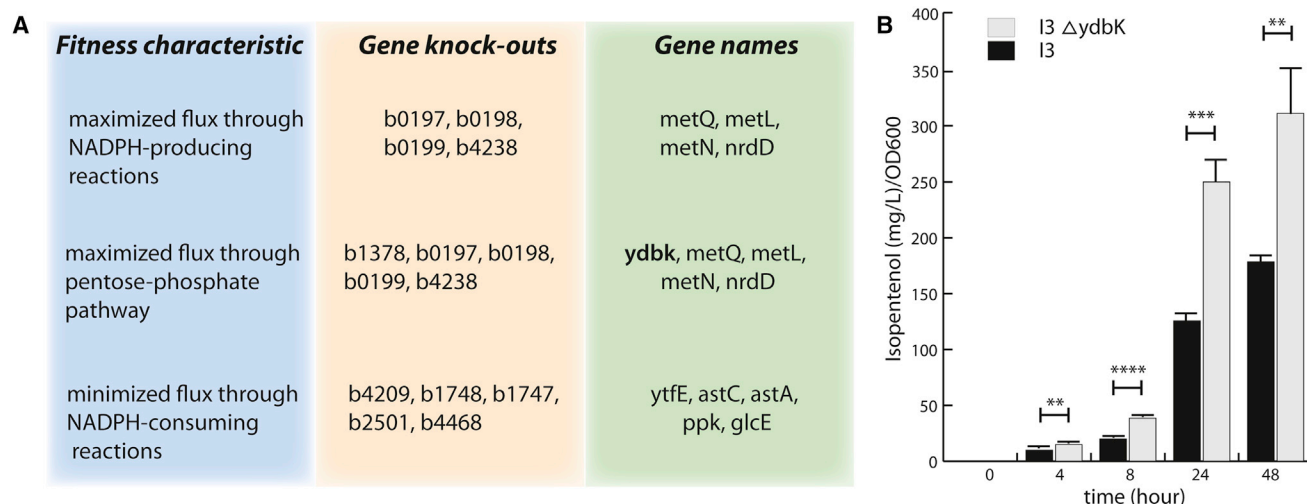 A
Fitness characteristic
Gene knock-outs
Gene names
maximized flux through
NADPH-producing
reactions
b0197, b0198,
b0199, b4238
metQ, metL,
metN, nrdD
maximized flux through
pentose-phosphate
pathway
b1378, b0197, b0198,
b0199, b4238
ydbk, metQ, metL,
metN, nrdD
minimized flux through
NADPH-consuming
reactions
b4209, b1748, b1747,
b2501, b4468
ytfE, astC, astA,
ppk, glcE
B
I3 △ydbK
I3
Isopentenol (mg/L)/OD600
400
350
300
250
200
150
100
50
0
**
****
***
**
0
4
8
24
48
time (hour)